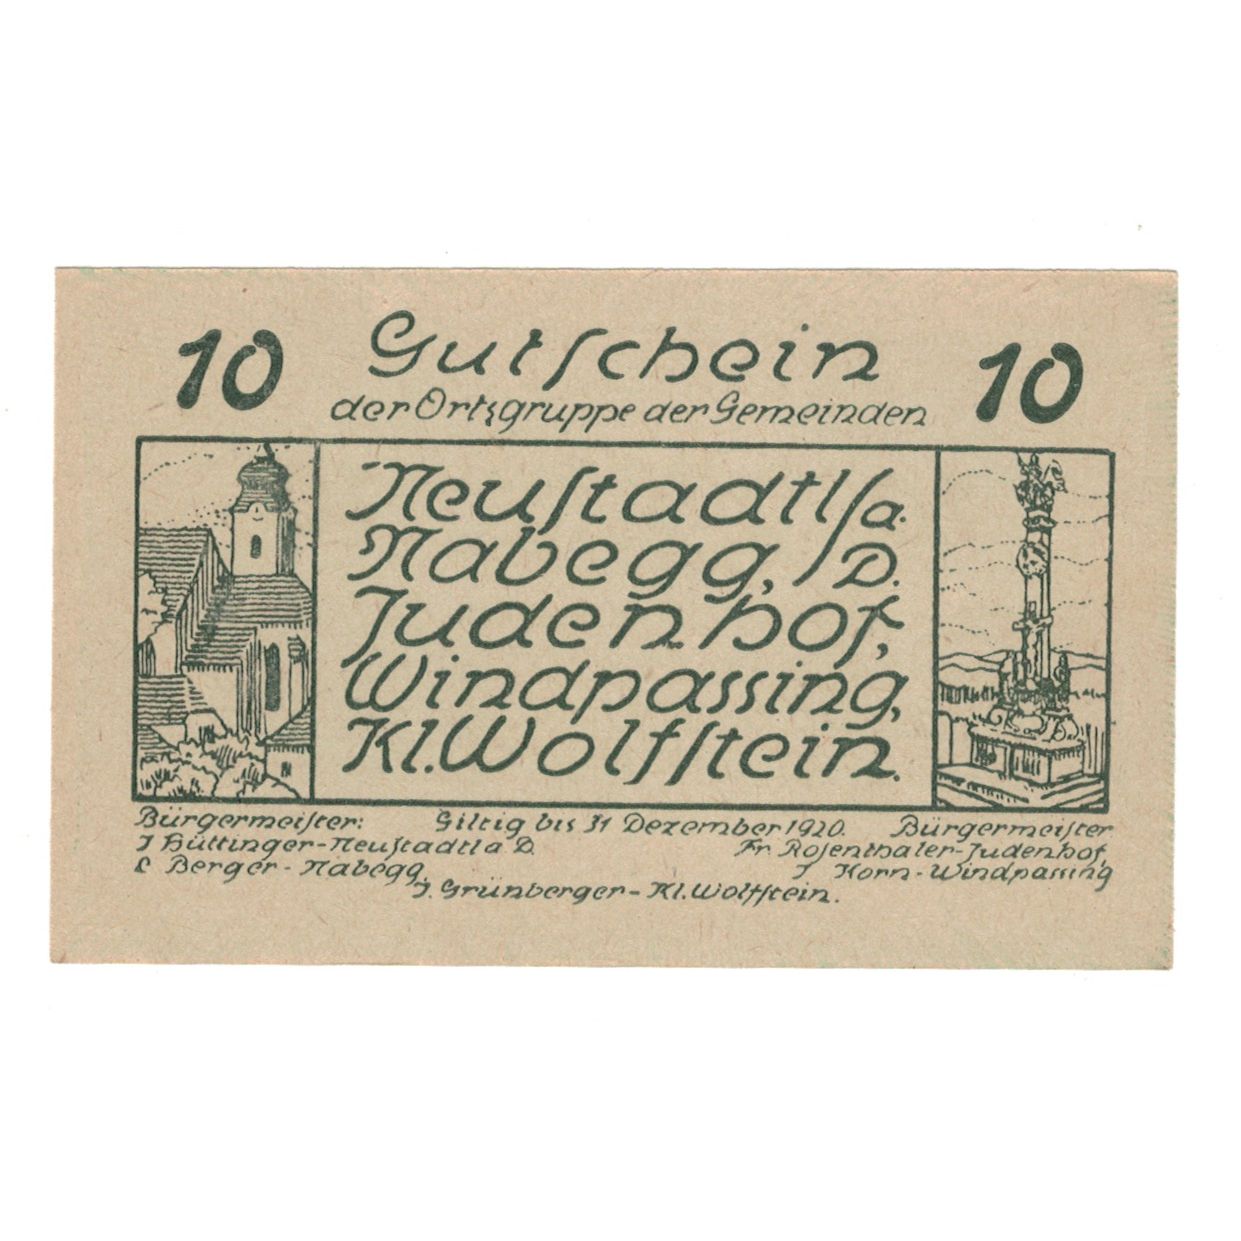 10 Gutschein 10
der Ortsgruppe der Gemeinden
Neustadtl/a.
Nabegg, /D.
Judenhof,
Windpassing,
Kl. Wolfstein.
Bürgermeister: Giltig bis 31 Dezember 1920. Bürgermeister
J Hüttinger-Neustadtl a D. Fr. Rosenthaler-Judenhof,
L Berger - Nabegg, J Korn - Windpassing
J. Grünberger - Kl. Wolfstein.